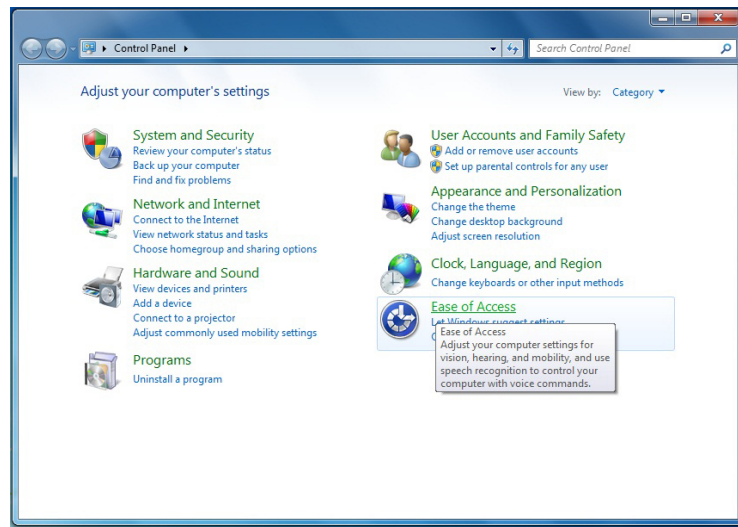 Control Panel
Search Control Panel
Adjust your computer's settings
View by: Category
System and Security
Review your computer's status
Back up your computer
Find and fix problems
Network and Internet
Connect to the Internet
View network status and tasks
Choose homegroup and sharing options
Hardware and Sound
View devices and printers
Add a device
Connect to a projector
Adjust commonly used mobility settings
Programs
Uninstall a program
User Accounts and Family Safety
Add or remove user accounts
Set up parental controls for any user
Appearance and Personalization
Change the theme
Change desktop background
Adjust screen resolution
Clock, Language, and Region
Change keyboards or other input methods
Ease of Access
Let Windows suggest settings
Ease of Access
Adjust your computer settings for
vision, hearing, and mobility, and use
speech recognition to control your
computer with voice commands.